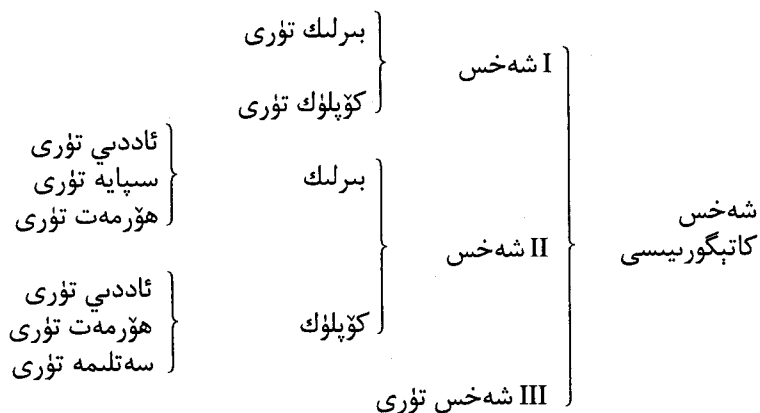 شەخس
كاتېگورىيىسى
I شەخس
بىرلىك تۈرى
كۆپلۈك تۈرى
II شەخس
بىرلىك
ئاددىي تۈرى
سىپايە تۈرى
ھۆرمەت تۈرى
كۆپلۈك
ئاددىي تۈرى
ھۆرمەت تۈرى
سەتلىمە تۈرى
III شەخس تۈرى